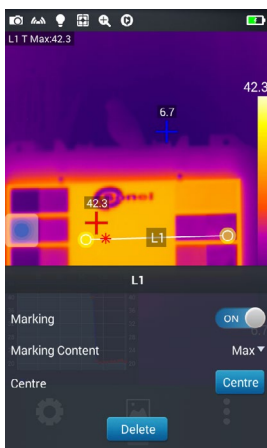 L1 T Max:42.3
42.3
6.7
42.3
L1
L1
Marking
ON
Marking Content
Max
Centre
Centre
Delete